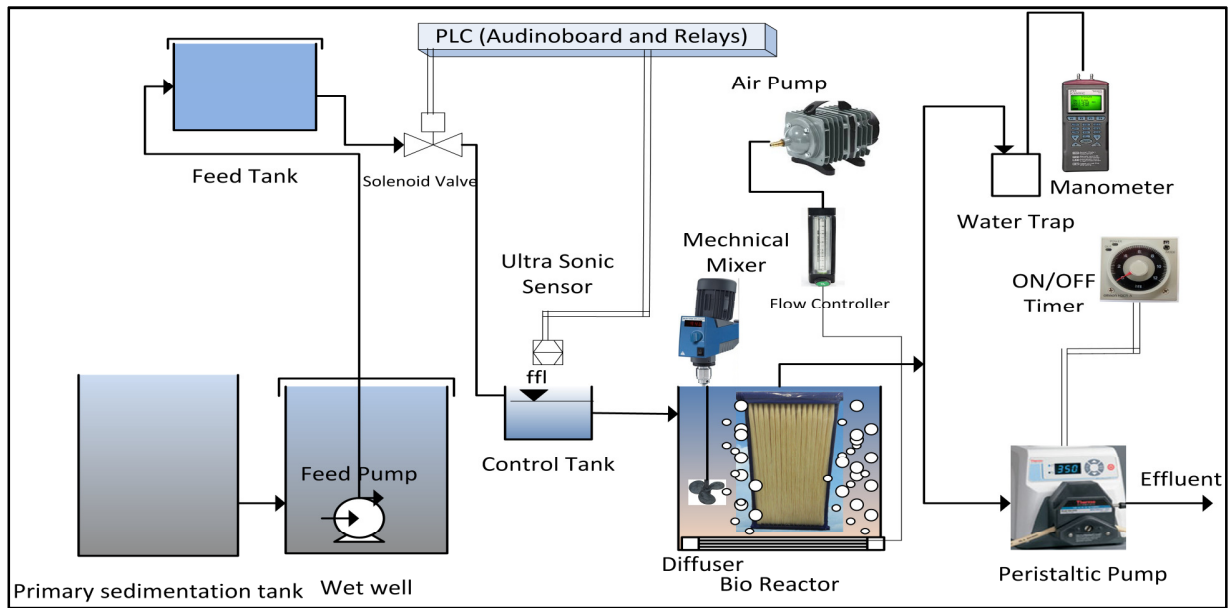 PLC (Audinoboard and Relays)
Air Pump
Feed Tank
Solenoid Valve
Manometer
Water Trap
Mechnical
Mixer
Ultra Sonic
Sensor
ON/OFF
Timer
Flow Controller
ffl
Control Tank
Feed Pump
350
Effluent
Diffuser
Bio Reactor
Peristaltic Pump
Primary sedimentation tank
Wet well